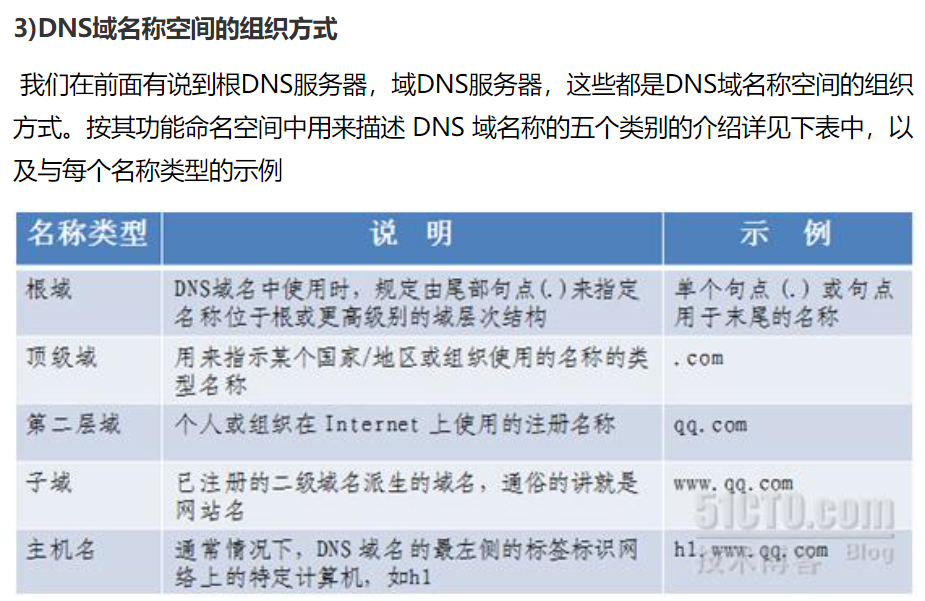 3)DNS域名称空间的组织方式
我们在前面有说到根DNS服务器，域DNS服务器，这些都是DNS域名称空间的组织
方式。按其功能命名空间中用来描述 DNS 域名称的五个类别的介绍详见下表中，以
及与每个名称类型的示例
名称类型 说 明 示 例
根域 DNS域名中使用时，规定由尾部句点(.)来指定 单个句点 (.) 或句点
名称位于根或更高级别的域层次结构 用于末尾的名称
顶级域 用来指示某个国家/地区或组织使用的名称的类 .com
型名称
第二层域 个人或组织在 Internet 上使用的注册名称 qq.com
子域 已注册的二级域名派生的域名，通俗的讲就是 www.qq.com
网站名
51CTO.com
主机名 通常情况下，DNS 域名的最左侧的标签标识网 h1.www.qq.com
络上的特定计算机，如h1
技术博客 Blog